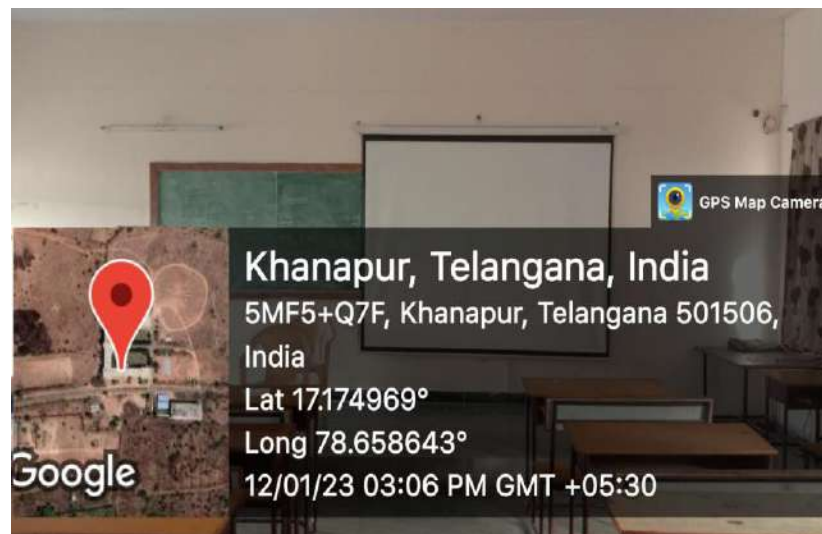 GPS Map Camera
Khanapur, Telangana, India
5MF5+Q7F, Khanapur, Telangana 501506,
India
Lat 17.174969°
Long 78.658643°
12/01/23 03:06 PM GMT +05:30
Google